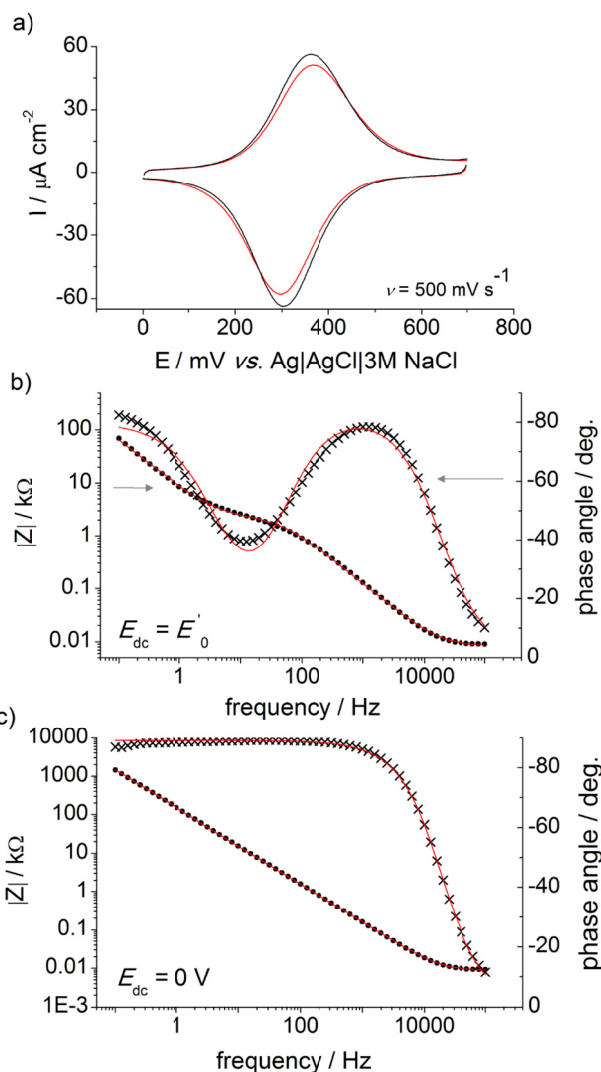 a)
60
30
0
-30
-60
I / µA cm⁻²
ν = 500 mV s⁻¹
0 200 400 600 800
E / mV vs. Ag|AgCl|3M NaCl
b)
100
10
1
0.1
0.01
|Z| / kΩ
-80
-60
-40
-20
0
phase angle / deg.
E_dc = E'_0
1 100 10000
frequency / Hz
c)
10000
1000
100
10
1
0.1
0.01
1E-3
|Z| / kΩ
-80
-60
-40
-20
0
phase angle / deg.
E_dc = 0 V
1 100 10000
frequency / Hz